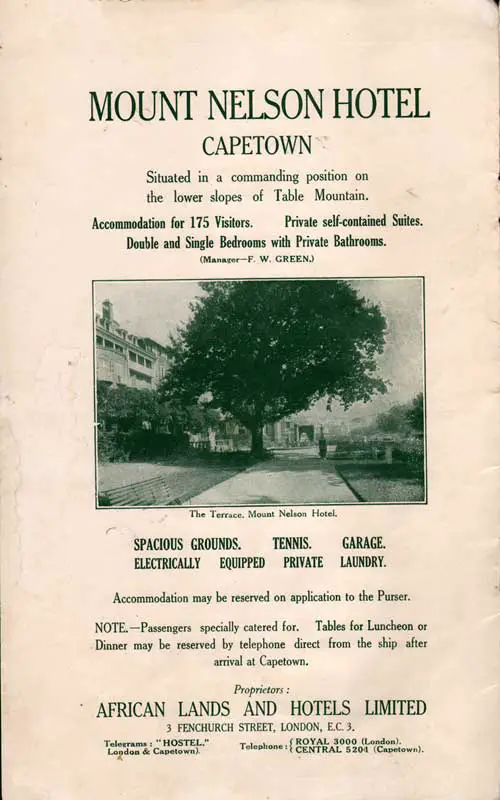 MOUNT NELSON HOTEL
CAPETOWN
Situated in a commanding position on
the lower slopes of Table Mountain.
Accommodation for 175 Visitors. Private self-contained Suites.
Double and Single Bedrooms with Private Bathrooms.
(Manager—F. W. GREEN.)
The Terrace, Mount Nelson Hotel.
SPACIOUS GROUNDS. TENNIS. GARAGE.
ELECTRICALLY EQUIPPED PRIVATE LAUNDRY.
Accommodation may be reserved on application to the Purser.
NOTE.—Passengers specially catered for. Tables for Luncheon or
Dinner may be reserved by telephone direct from the ship after
arrival at Capetown.
Proprietors :
AFRICAN LANDS AND HOTELS LIMITED
3 FENCHURCH STREET, LONDON, E.C. 3.
Telegrams : "HOSTEL," Telephone : { ROYAL 3000 (London).
London & Capetown). CENTRAL 5204 (Capetown).